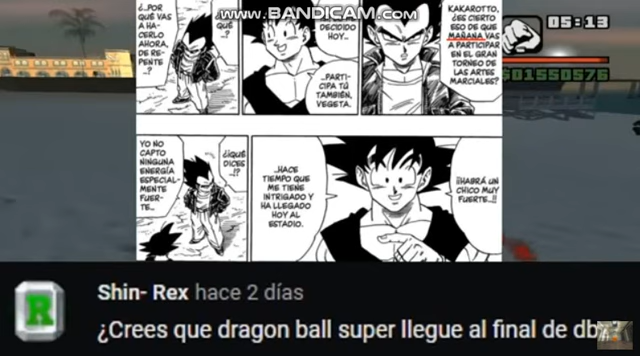 WWW.BANDICAM.COM
05:13
$01550576
¿..POR
QUÉ VAS
A HA-
CERLO
AHORA,
DE RE-
PENTE
..?
QUÉ
..?
DECIDIDO
HOY..
..PARTI-
CIPA TÚ
TAMBIÉN,
VEGETA.
KAKAROTTO,
¿ES CIERTO
ESO DE QUE
MAÑANA VAS
A PARTICIPAR
EN EL GRAN
TORNEO DE
LAS ARTES
MARCIALES?
YO NO
CAPTO
NINGUNA
ENERGÍA
ESPECIAL-
MENTE
FUER-
TE...
¿¡QUÉ
DICES
..!?
..HACE
TIEMPO QUE
ME TIENE
INTRIGADO Y
HA LLEGADO
HOY AL
ESTADIO.
¡¡HABRÁ UN
CHICO MUY
FUERTE..!!
R
Shin- Rex hace 2 días
¿Crees que dragon ball super llegue al final de